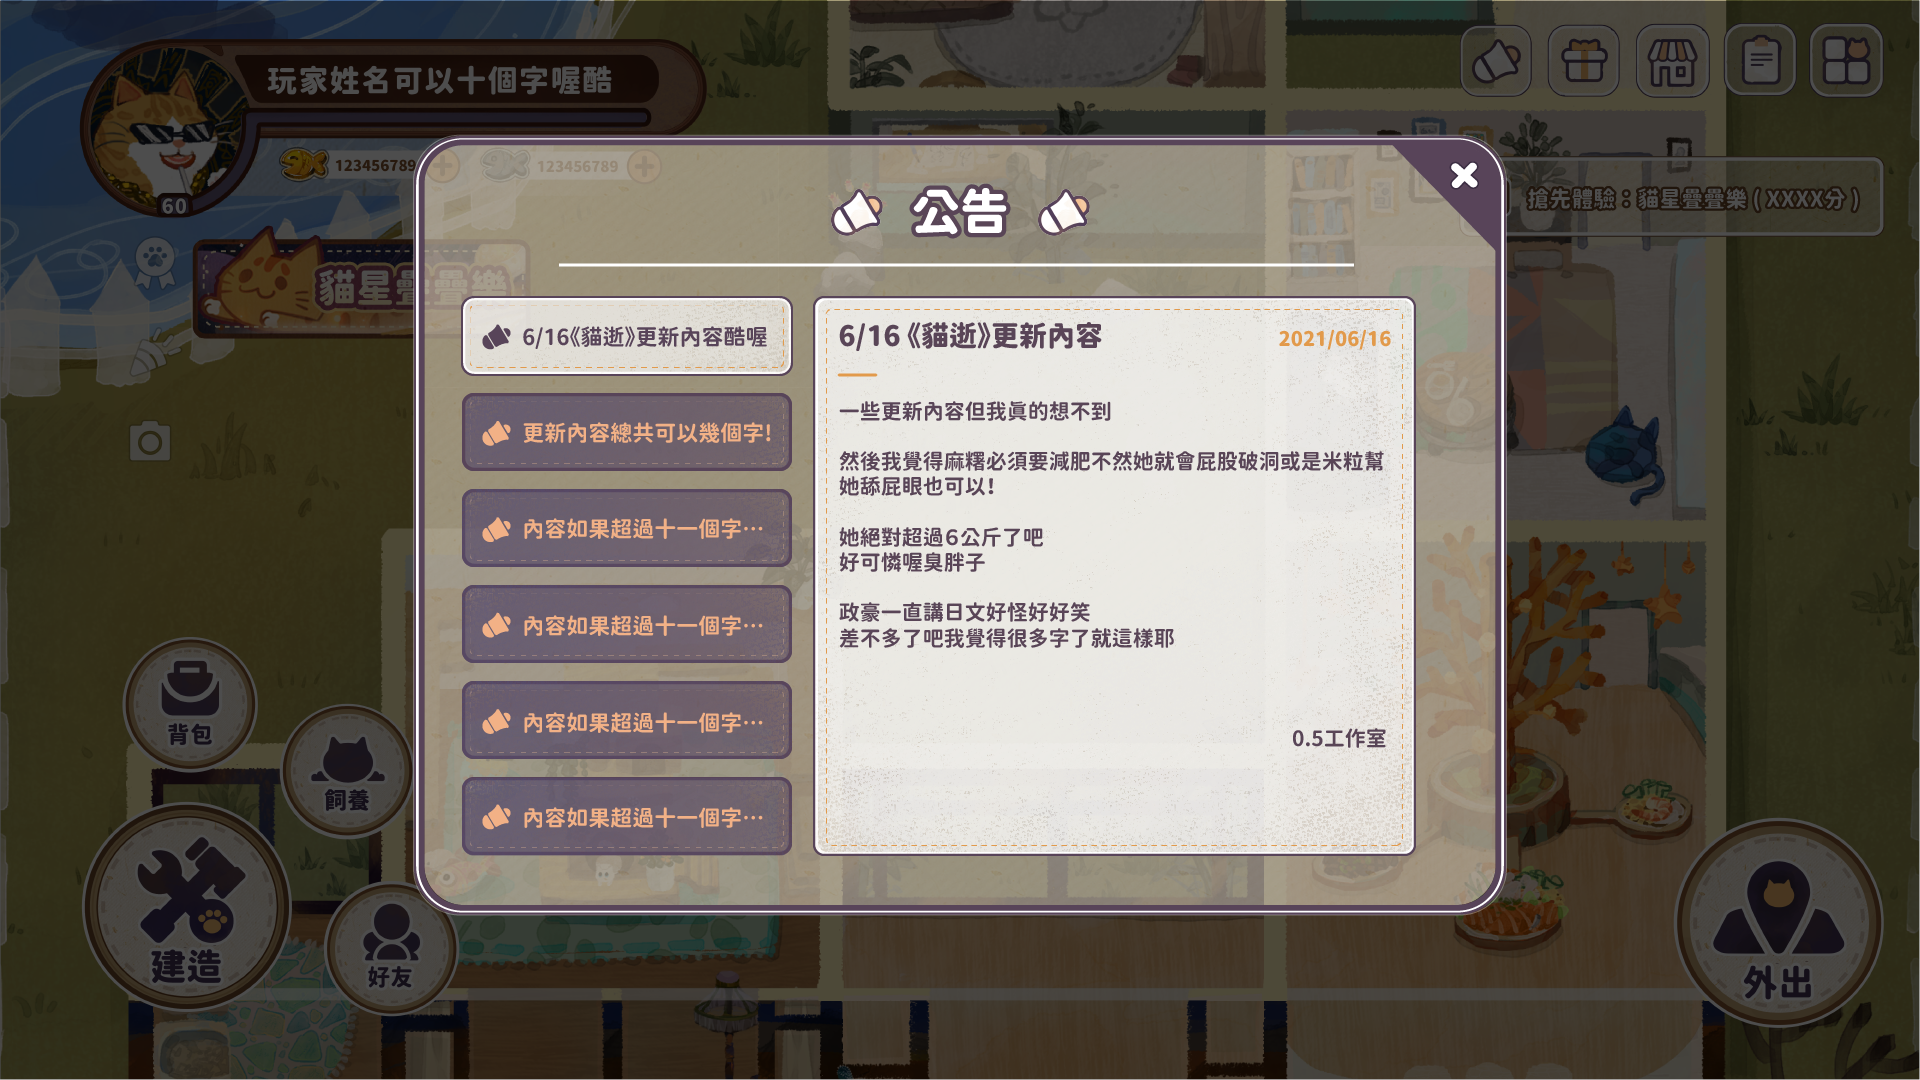 玩家姓名可以十個字喔酷
123456789
123456789
60
搶先體驗：貓星疊疊樂 ( XXXX分 )
貓星疊疊樂
公告
6/16《貓逝》更新內容酷喔
更新內容總共可以幾個字!
內容如果超過十一個字…
內容如果超過十一個字…
內容如果超過十一個字…
內容如果超過十一個字…
6/16《貓逝》更新內容
2021/06/16
一些更新內容但我真的想不到
然後我覺得麻糬必須要減肥不然她就會屁股破洞或是米粒幫
她舔屁眼也可以!
她絕對超過6公斤了吧
好可憐喔臭胖子
政豪一直講日文好怪好好笑
差不多了吧我覺得很多字了就這樣耶
0.5工作室
背包
飼養
建造
好友
外出